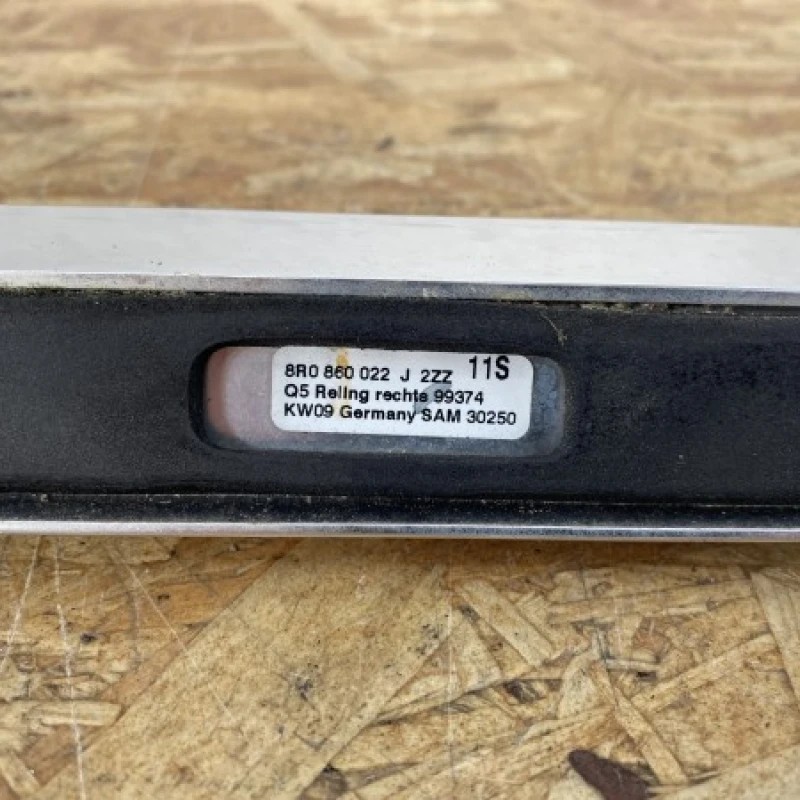 8R0 860 022 J 2ZZ 11S
Q5 Reling rechts 99374
KW09 Germany SAM 30250